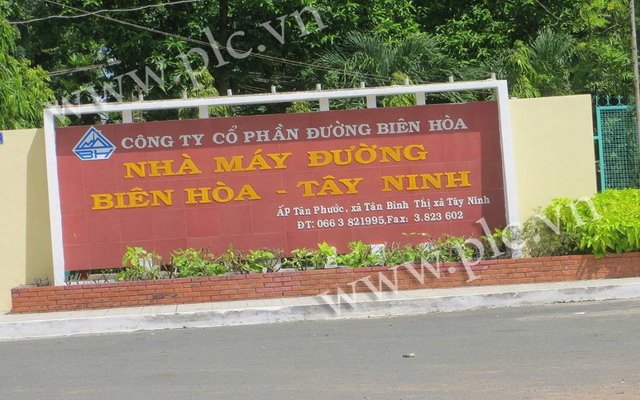 www.plc.vn
BH
CÔNG TY CỔ PHẦN ĐƯỜNG BIÊN HÒA
NHÀ MÁY ĐƯỜNG
BIÊN HÒA - TÂY NINH
ẤP Tân Phước, xã Tân Bình Thị xã Tây Ninh
ĐT: 066 3 821995,Fax: 3.823 602
www.plc.vn